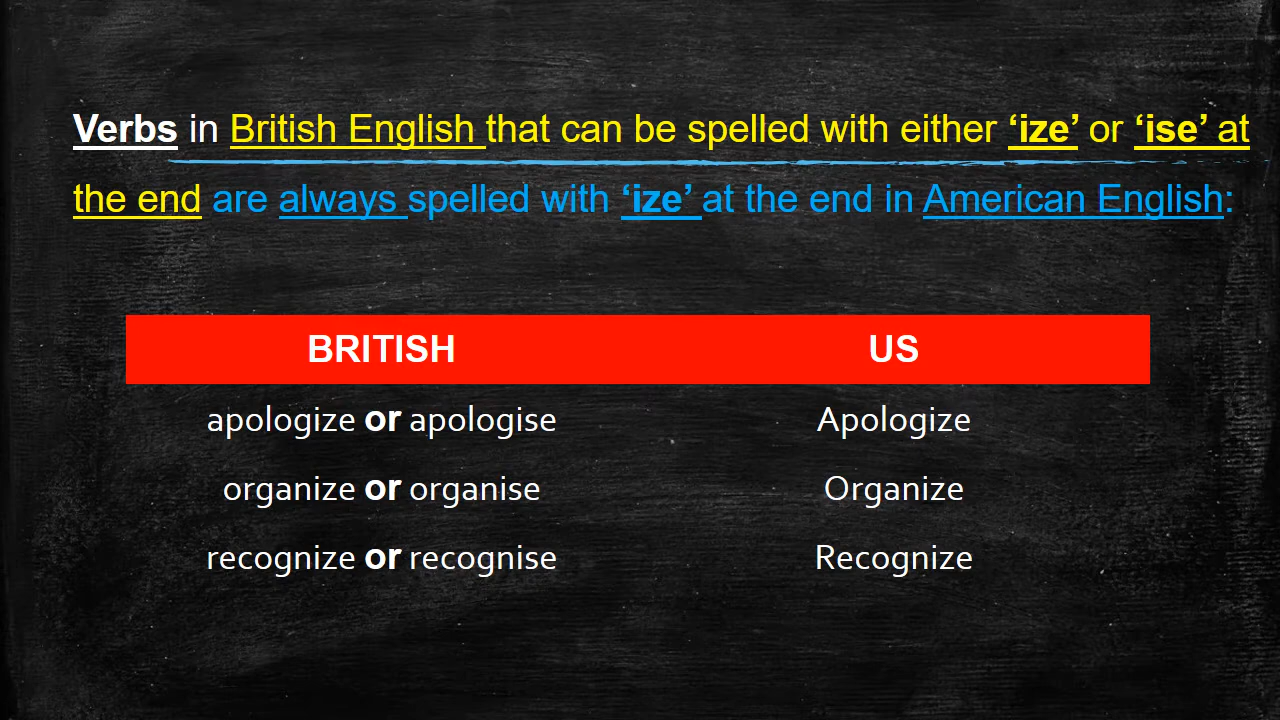 Verbs in British English that can be spelled with either ‘ize’ or ‘ise’ at
the end are always spelled with ‘ize’ at the end in American English:
BRITISH US
apologize or apologise Apologize
organize or organise Organize
recognize or recognise Recognize